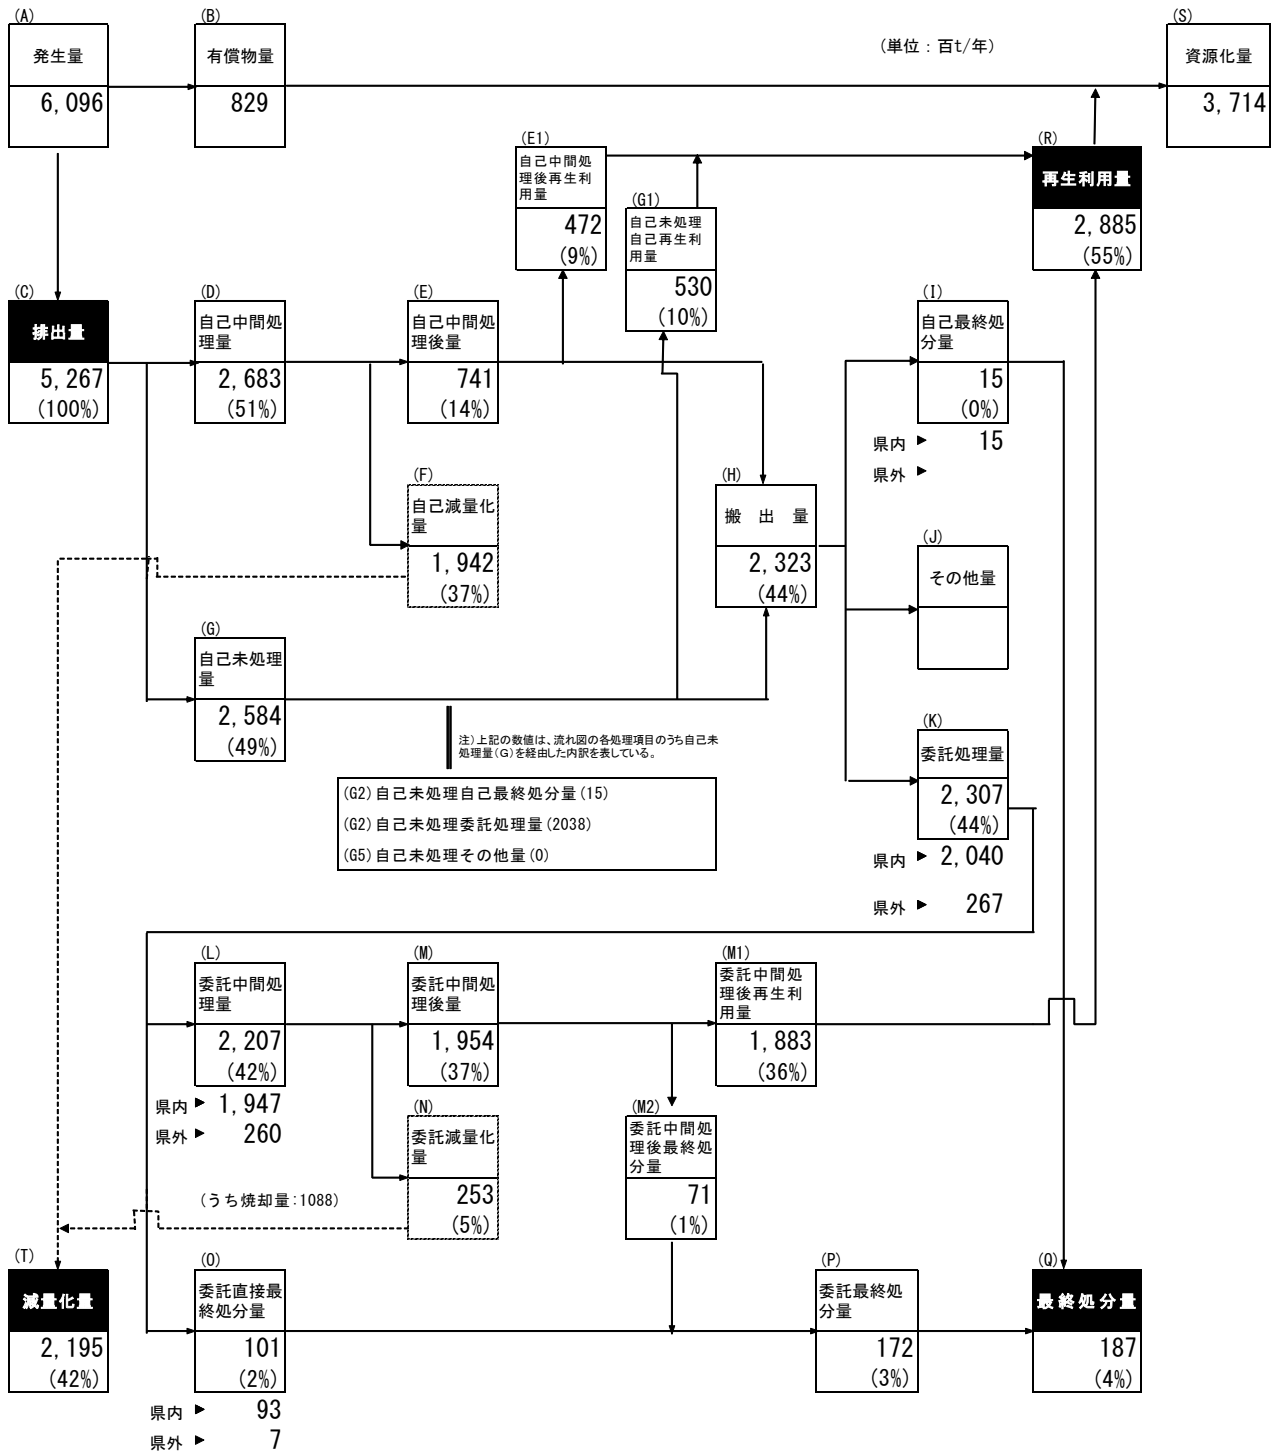 (A)
発生量
6,096
(B)
有償物量
829
(単位：百t/年)
(S)
資源化量
3,714
(E1)
自己中間処
理後再生利
用量
472
(9%)
(G1)
自己未処理
自己再生利
用量
530
(10%)
(R)
再生利用量
2,885
(55%)
(C)
排出量
5,267
(100%)
(D)
自己中間処
理量
2,683
(51%)
(E)
自己中間処
理後量
741
(14%)
(I)
自己最終処
分量
15
(0%)
県内 ▶ 15
県外 ▶
(F)
自己減量化
量
1,942
(37%)
(H)
搬　出　量
2,323
(44%)
(J)
その他量
(G)
自己未処理
量
2,584
(49%)
注)上記の数値は、流れ図の各処理項目のうち自己未
処理量(G)を経由した内訳を表している。
(G2)自己未処理自己最終処分量(15)
(G2)自己未処理委託処理量(2038)
(G5)自己未処理その他量(0)
(K)
委託処理量
2,307
(44%)
県内 ▶ 2,040
県外 ▶ 267
(L)
委託中間処
理量
2,207
(42%)
県内 ▶ 1,947
県外 ▶ 260
(M)
委託中間処
理後量
1,954
(37%)
(M1)
委託中間処
理後再生利
用量
1,883
(36%)
(N)
委託減量化
量
253
(5%)
(M2)
委託中間処
理後最終処
分量
71
(1%)
(うち焼却量:1088)
(T)
減量化量
2,195
(42%)
(O)
委託直接最
終処分量
101
(2%)
県内 ▶ 93
県外 ▶ 7
(P)
委託最終処
分量
172
(3%)
(Q)
最終処分量
187
(4%)